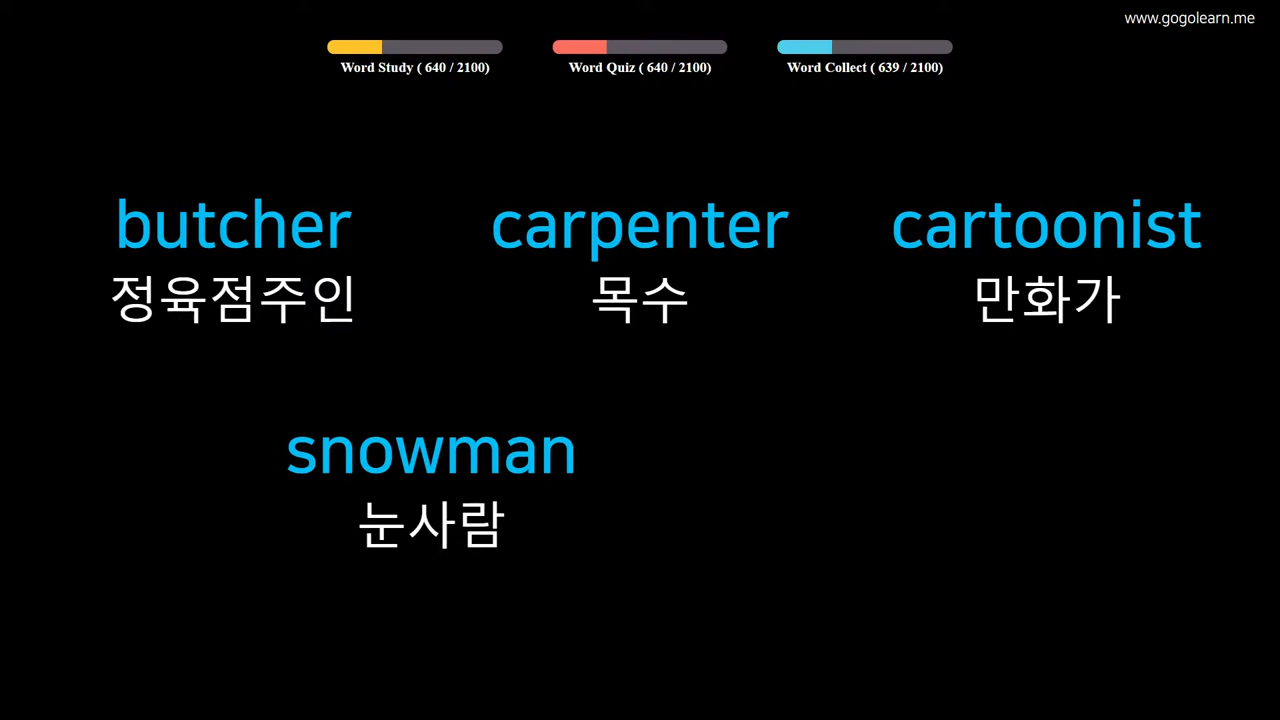 www.gogolearn.me
Word Study ( 640 / 2100)
Word Quiz ( 640 / 2100)
Word Collect ( 639 / 2100)
butcher
정육점주인
carpenter
목수
cartoonist
만화가
snowman
눈사람